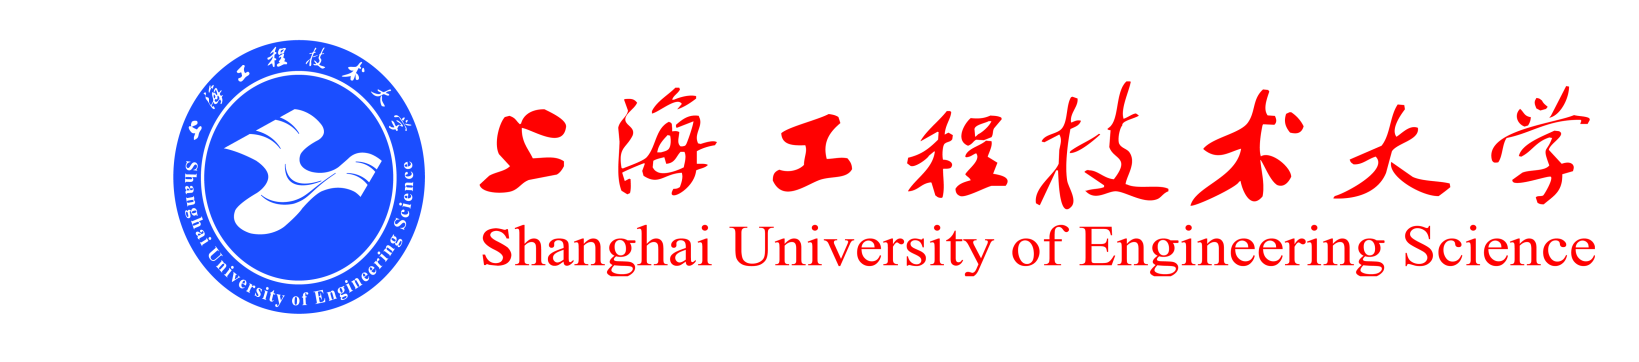 上海工程技术大学
Shanghai University of Engineering Science
上海工程技术大学
Shanghai University of Engineering Science